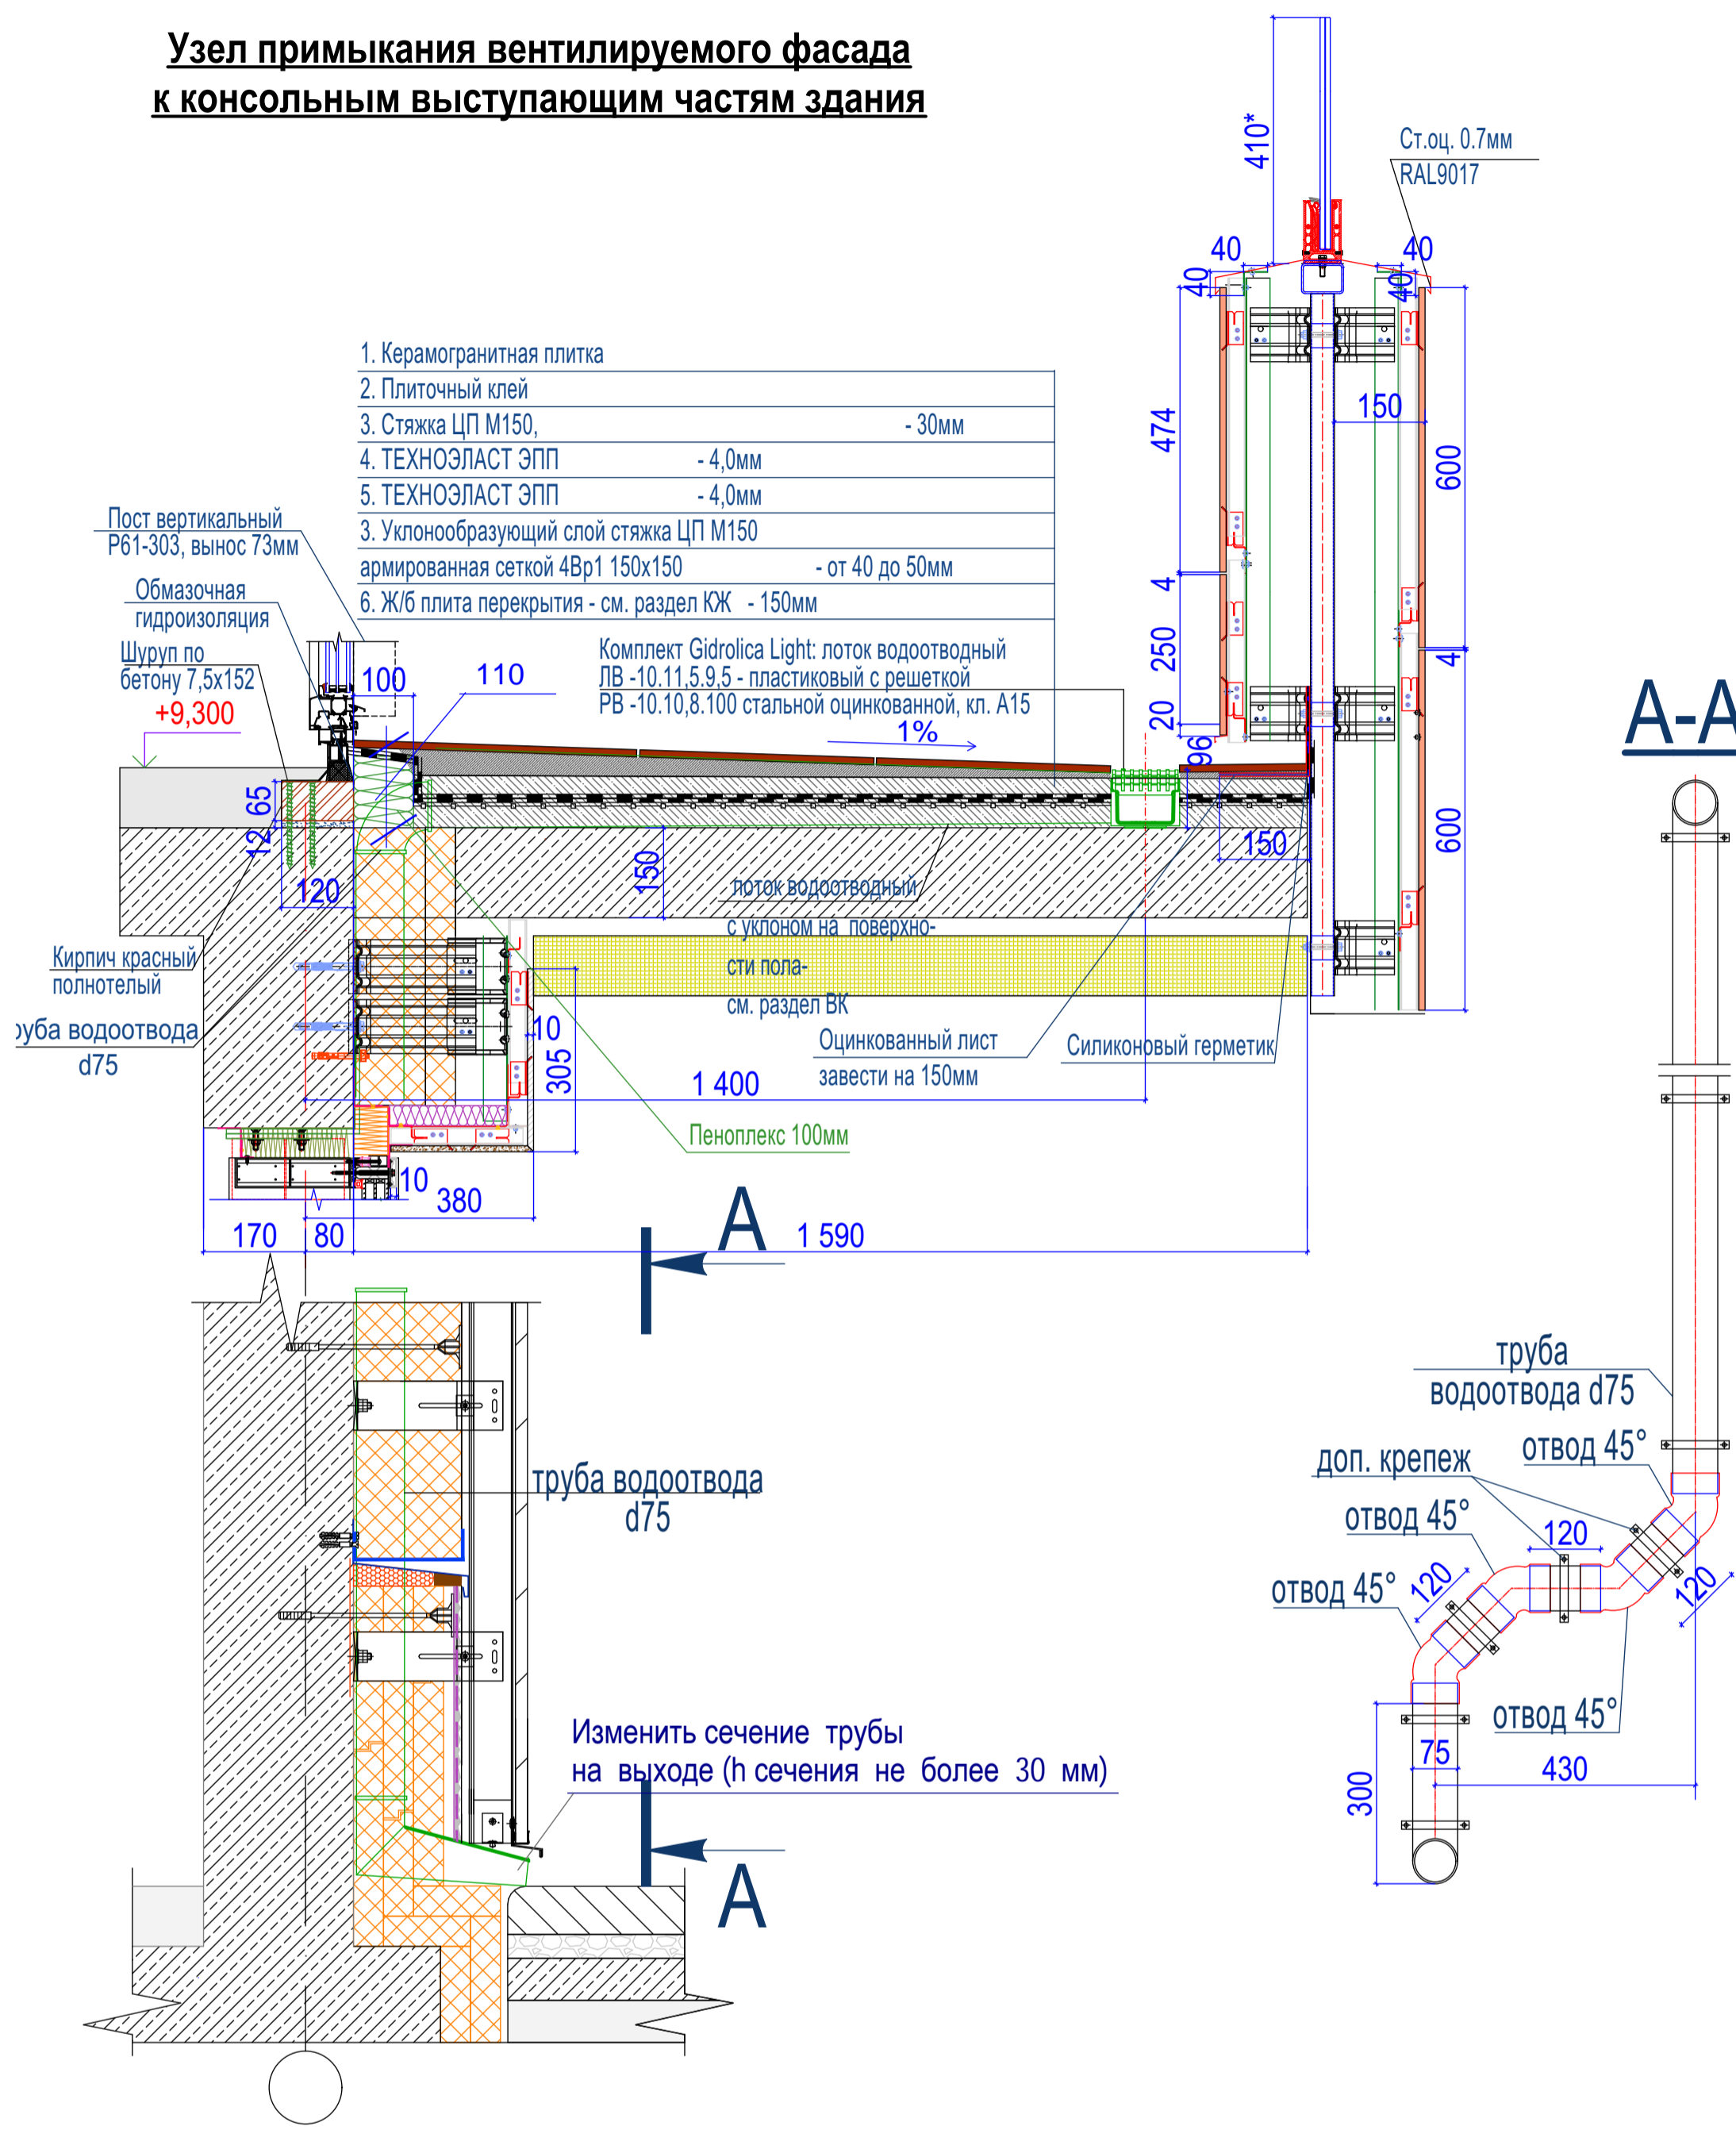 Узел примыкания вентилируемого фасада
к консольным выступающим частям здания
410*
Ст.оц. 0.7мм
RAL9017
40
40
40
40
1. Керамогранитная плитка
2. Плиточный клей
3. Стяжка ЦП М150, - 30мм
4. ТЕХНОЭЛАСТ ЭПП - 4,0мм
5. ТЕХНОЭЛАСТ ЭПП - 4,0мм
3. Уклонообразующий слой стяжка ЦП М150
армированная сеткой 4Вр1 150х150 - от 40 до 50мм
6. Ж/б плита перекрытия - см. раздел КЖ - 150мм
474
150
600
4
250
20
4
96
600
150
Пост вертикальный
Р61-303, вынос 73мм
Обмазочная
гидроизоляция
Шуруп по
бетону 7,5х152
+9,300
100
110
Комплект Gidrolica Light: лоток водоотводный
ЛВ -10.11,5.9,5 - пластиковый с решеткой
РВ -10.10,8.100 стальной оцинкованной, кл. А15
1%
А-А
65
12
120
150
лоток водоотводный
с уклоном на поверхно-
сти пола-
см. раздел ВК
Кирпич красный
полнотелый
руба водоотвода
d75
10
305
Оцинкованный лист
завести на 150мм
Силиконовый герметик
1 400
Пеноплекс 100мм
10
380
170
80
1 590
А
труба водоотвода
d75
Изменить сечение трубы
на выходе (h сечения не более 30 мм)
А
труба
водоотвода d75
отвод 45°
доп. крепеж
отвод 45°
120
120
120
отвод 45°
отвод 45°
75
430
300